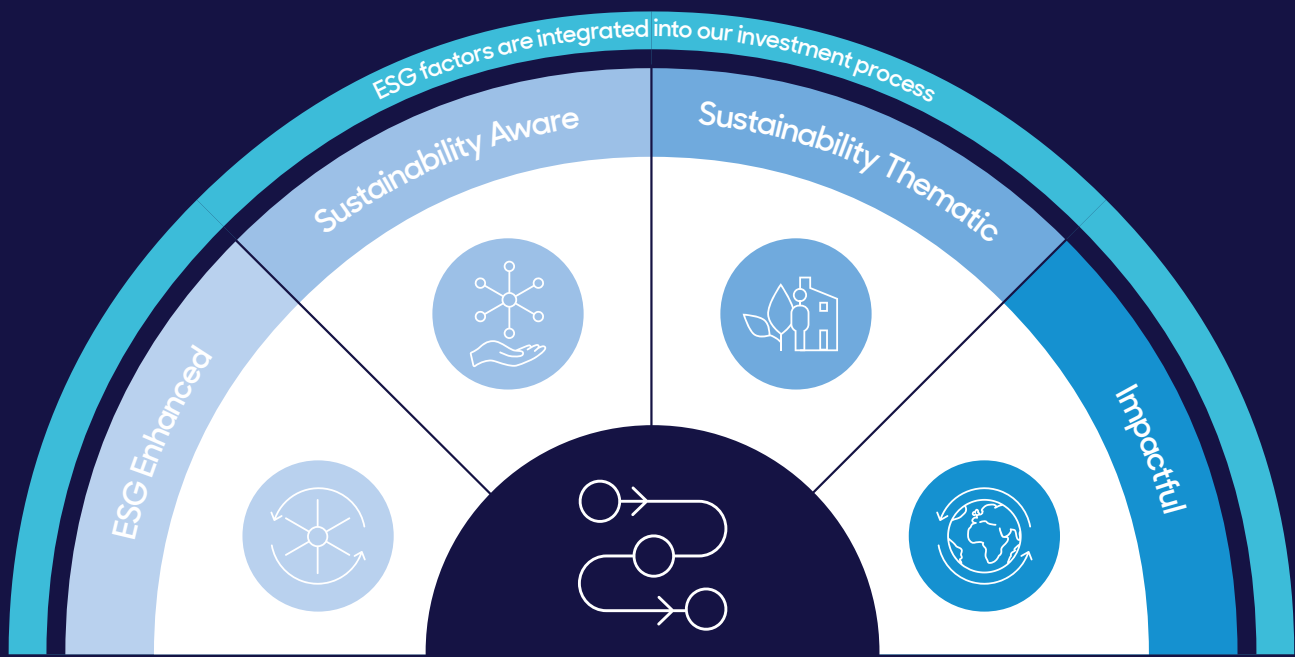 ESG factors are integrated into our investment process
ESG Enhanced
Sustainability Aware
Sustainability Thematic
Impactful